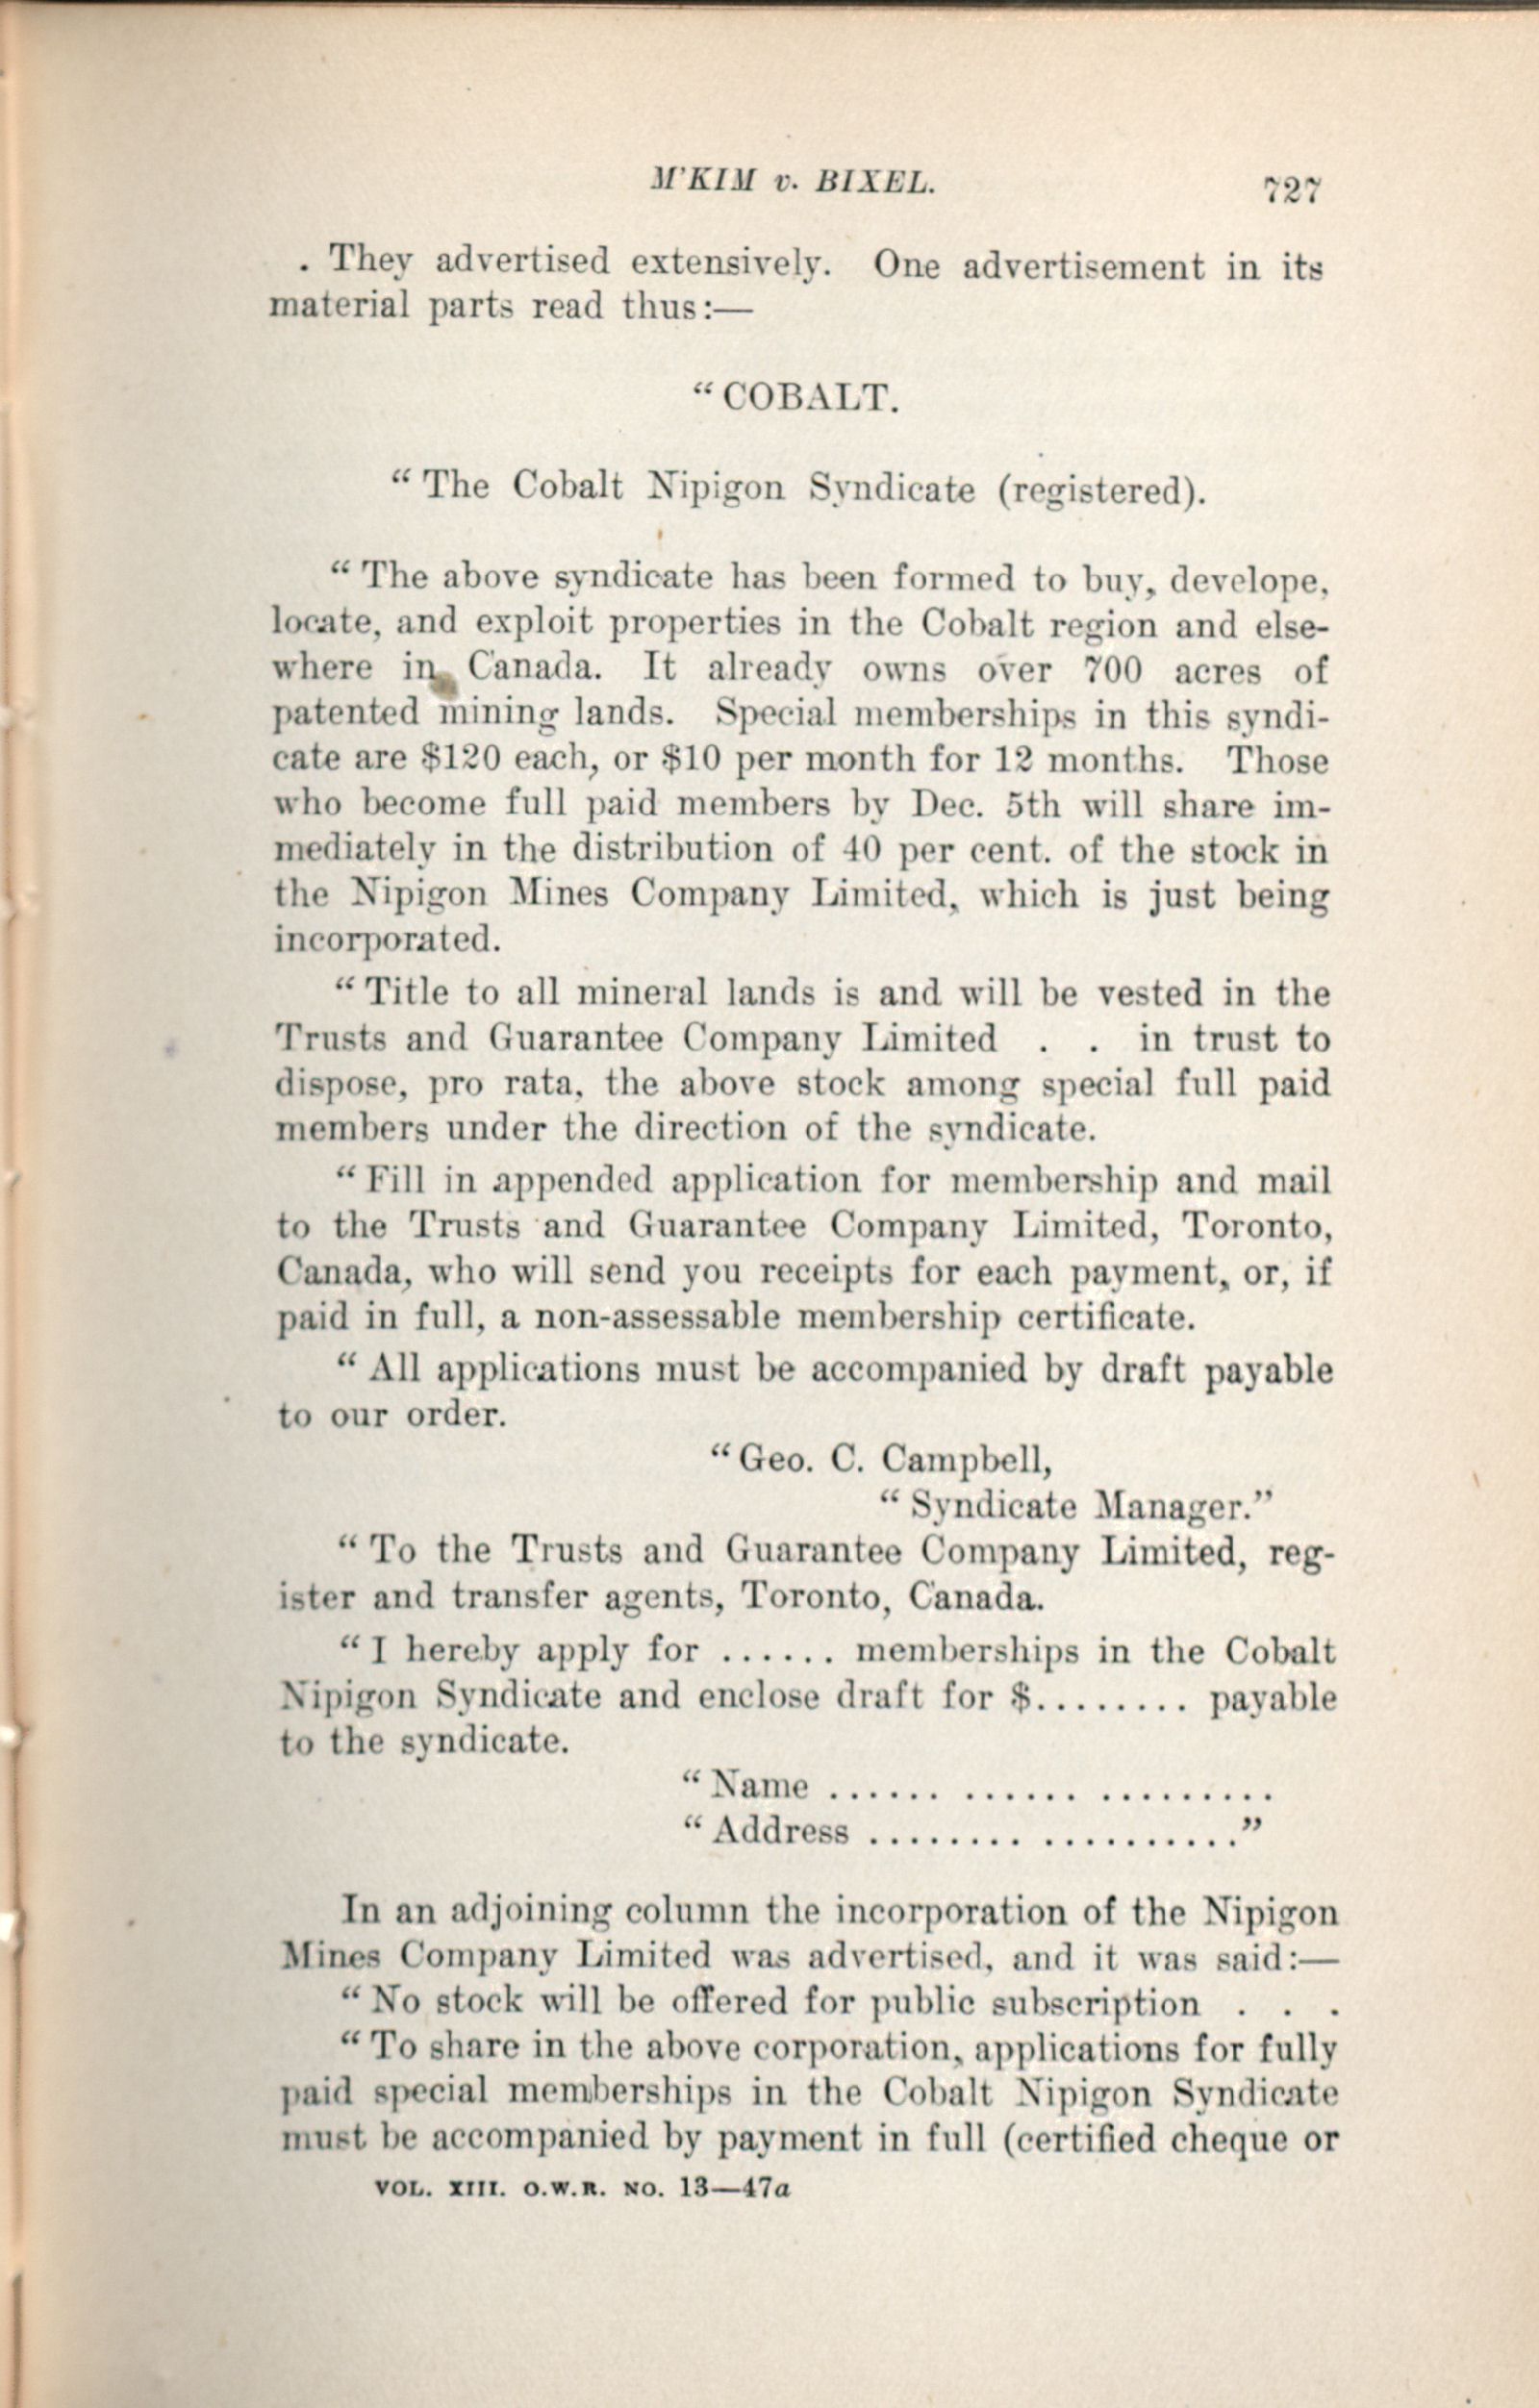 M'KIM v. BIXEL.
727
. They advertised extensively. One advertisement in its
material parts read thus:—
“COBALT.
“The Cobalt Nipigon Syndicate (registered).
“The above syndicate has been formed to buy, develope,
locate, and exploit properties in the Cobalt region and else-
where in Canada. It already owns over 700 acres of
patented mining lands. Special memberships in this syndi-
cate are $120 each, or $10 per month for 12 months. Those
who become full paid members by Dec. 5th will share im-
mediately in the distribution of 40 per cent. of the stock in
the Nipigon Mines Company Limited, which is just being
incorporated.
“Title to all mineral lands is and will be vested in the
Trusts and Guarantee Company Limited . . in trust to
dispose, pro rata, the above stock among special full paid
members under the direction of the syndicate.
“Fill in appended application for membership and mail
to the Trusts and Guarantee Company Limited, Toronto,
Canada, who will send you receipts for each payment, or, if
paid in full, a non-assessable membership certificate.
“All applications must be accompanied by draft payable
to our order.
“Geo. C. Campbell,
“Syndicate Manager.”
“To the Trusts and Guarantee Company Limited, reg-
ister and transfer agents, Toronto, Canada.
“I hereby apply for ...... memberships in the Cobalt
Nipigon Syndicate and enclose draft for $......... payable
to the syndicate.
“Name ...... ...... .........
“Address ........ ..........”
In an adjoining column the incorporation of the Nipigon
Mines Company Limited was advertised, and it was said:—
“No stock will be offered for public subscription . . .
“To share in the above corporation, applications for fully
paid special memberships in the Cobalt Nipigon Syndicate
must be accompanied by payment in full (certified cheque or
VOL. XIII. O.W.R. NO. 13—47a